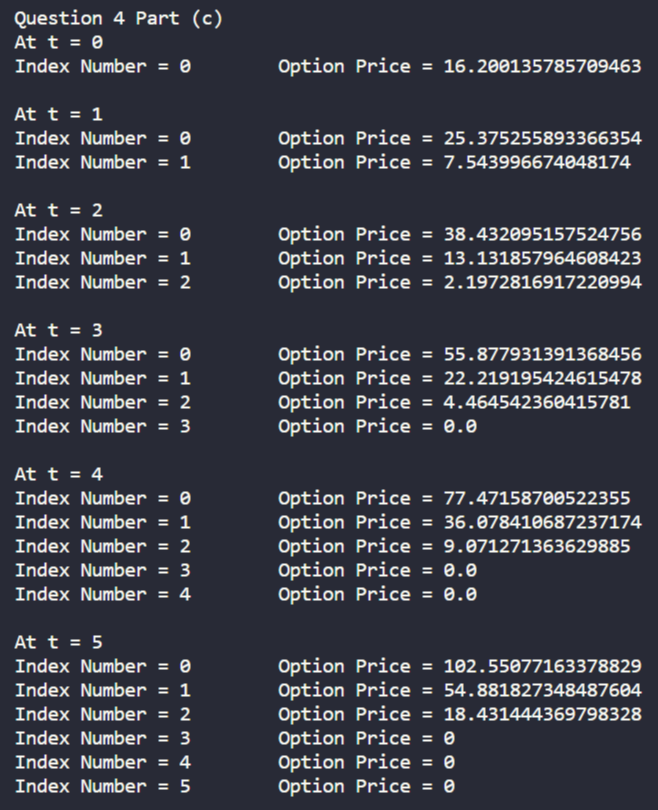 Question 4 Part (c)
At t = 0
Index Number = 0	Option Price = 16.200135785709463
At t = 1
Index Number = 0	Option Price = 25.375255893366354
Index Number = 1	Option Price = 7.543996674048174
At t = 2
Index Number = 0	Option Price = 38.432095157524756
Index Number = 1	Option Price = 13.131857964608423
Index Number = 2	Option Price = 2.1972816917220994
At t = 3
Index Number = 0	Option Price = 55.877931391368456
Index Number = 1	Option Price = 22.219195424615478
Index Number = 2	Option Price = 4.464542360415781
Index Number = 3	Option Price = 0.0
At t = 4
Index Number = 0	Option Price = 77.47158700522355
Index Number = 1	Option Price = 36.078410687237174
Index Number = 2	Option Price = 9.071271363629885
Index Number = 3	Option Price = 0.0
Index Number = 4	Option Price = 0.0
At t = 5
Index Number = 0	Option Price = 102.55077163378829
Index Number = 1	Option Price = 54.881827348487604
Index Number = 2	Option Price = 18.431444369798328
Index Number = 3	Option Price = 0
Index Number = 4	Option Price = 0
Index Number = 5	Option Price = 0